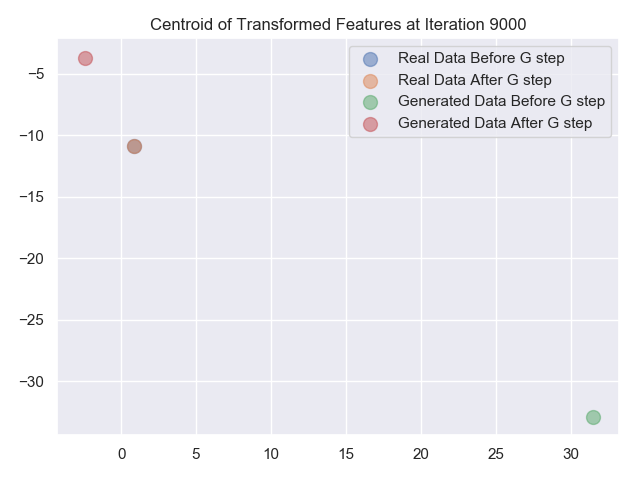 Centroid of Transformed Features at Iteration 9000
Real Data Before G step
Real Data After G step
Generated Data Before G step
Generated Data After G step
−5
−10
−15
−20
−25
−30
0 5 10 15 20 25 30